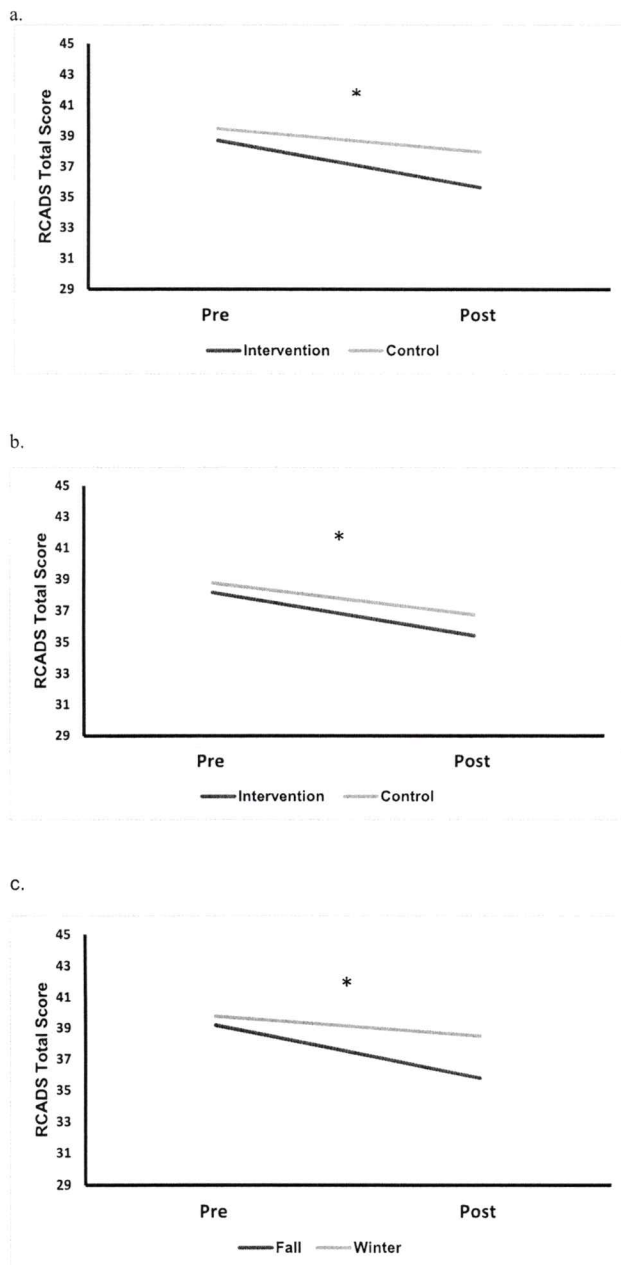 a.
45
43
41
39
37
35
33
31
29
RCADS Total Score
*
Pre Post
Intervention Control
b.
45
43
41
39
37
35
33
31
29
RCADS Total Score
*
Pre Post
Intervention Control
c.
45
43
41
39
37
35
33
31
29
RCADS Total Score
*
Pre Post
Fall Winter